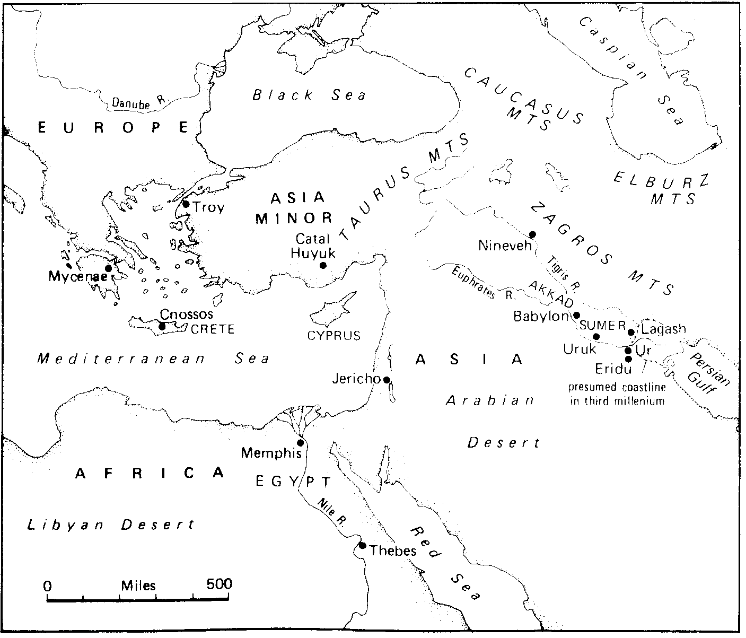 Caspian Sea
CAUCASUS
MTS
Black Sea
Danube R.
EUROPE
ELBURZ
MTS
TAURUS MTS
ASIA
MINOR
Troy
ZAGROS MTS
Catal
Huyuk
Nineveh
Tigris R.
Mycenae
Euphrates R.
AKKAD
Cnossos
CRETE
CYPRUS
Babylon
SUMER
Lagash
Uruk
Ur
Eridu
Persian
Gulf
Mediterranean Sea
ASIA
Jericho
presumed coastline
in third millenium
Arabian
Desert
Memphis
AFRICA
EGYPT
Nile R.
Libyan Desert
Red Sea
Thebes
0 Miles 500